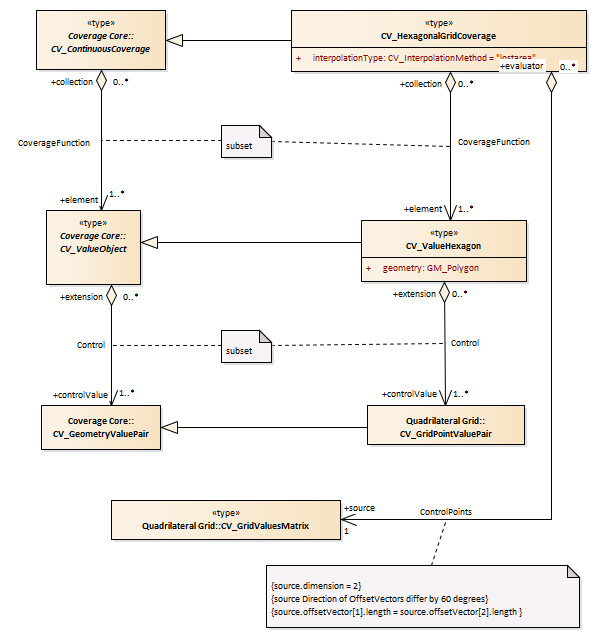 «type»
Coverage Core::
CV_ContinuousCoverage
«type»
CV_HexagonalGridCoverage
+ interpolationType: CV_InterpolationMethod = "lostarea"
+evaluator 0..*
+collection 0..*
+collection 0..*
CoverageFunction
subset
CoverageFunction
+element 1..*
+element 1..*
«type»
Coverage Core::
CV_ValueObject
«type»
CV_ValueHexagon
+ geometry: GM_Polygon
+extension 0..*
+extension 0..*
Control
subset
Control
+controlValue 1..*
+controlValue 1..*
Coverage Core::
CV_GeometryValuePair
Quadrilateral Grid::
CV_GridPointValuePair
«type»
Quadrilateral Grid::CV_GridValuesMatrix
+source
1
ControlPoints
{source.dimension = 2}
{source Direction of OffsetVectors differ by 60 degrees}
{source.offsetVector[1].length = source.offsetVector[2].length }